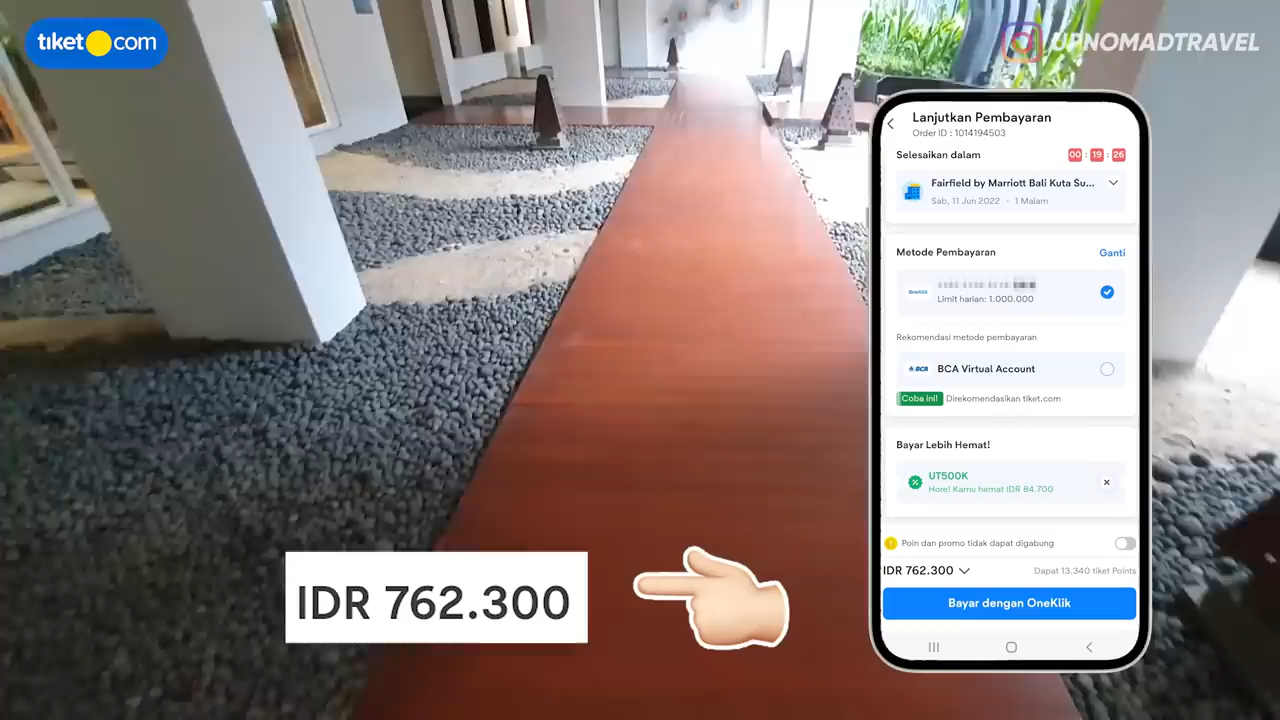 tiket.com
UPNOMADTRAVEL
Lanjutkan Pembayaran
Order ID : 1014194503
Selesaikan dalam
00 : 19 : 26
Fairfield by Marriott Bali Kuta Su...
Sab, 11 Jun 2022 · 1 Malam
Metode Pembayaran
Ganti
OneKlik
Limit harian: 1.000.000
Rekomendasi metode pembayaran
BCA
BCA Virtual Account
Coba ini!
Direkomendasikan tiket.com
Bayar Lebih Hemat!
UT500K
Hore! Kamu hemat IDR 84.700
Poin dan promo tidak dapat digabung
IDR 762.300
Dapat 13.340 tiket Points
Bayar dengan OneKlik
IDR 762.300